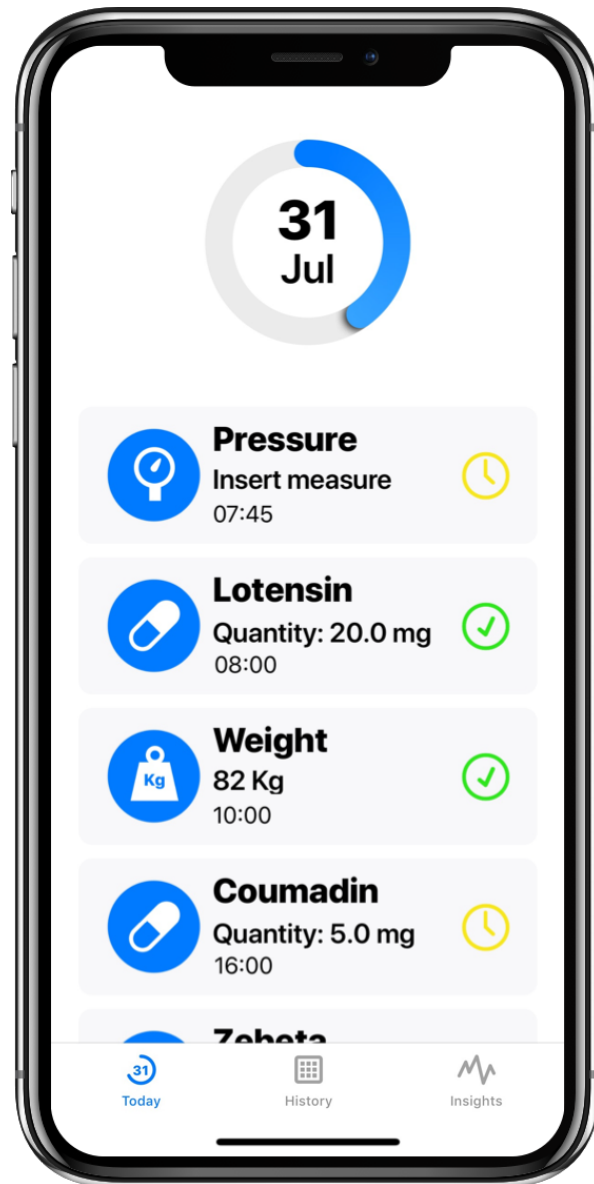 31
Jul
Pressure
Insert measure
07:45
Lotensin
Quantity: 20.0 mg
08:00
Weight
Kg
82 Kg
10:00
Coumadin
Quantity: 5.0 mg
16:00
Zebeta
31
Today
History
Insights